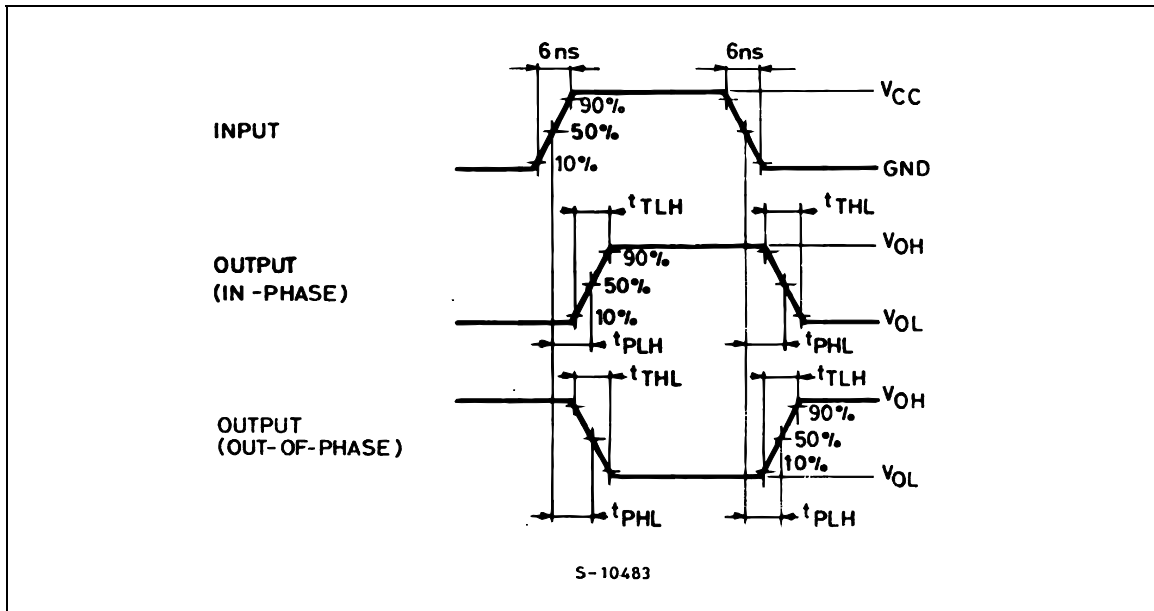 6ns 6ns
VCC
90%
INPUT
50%
10%
GND
tTLH tTHL
VOH
90%
OUTPUT
(IN-PHASE)
50%
10%
VOL
tPLH tPHL
tTHL tTLH
VOH
90%
OUTPUT
(OUT-OF-PHASE)
50%
10%
VOL
tPHL tPLH
S-10483